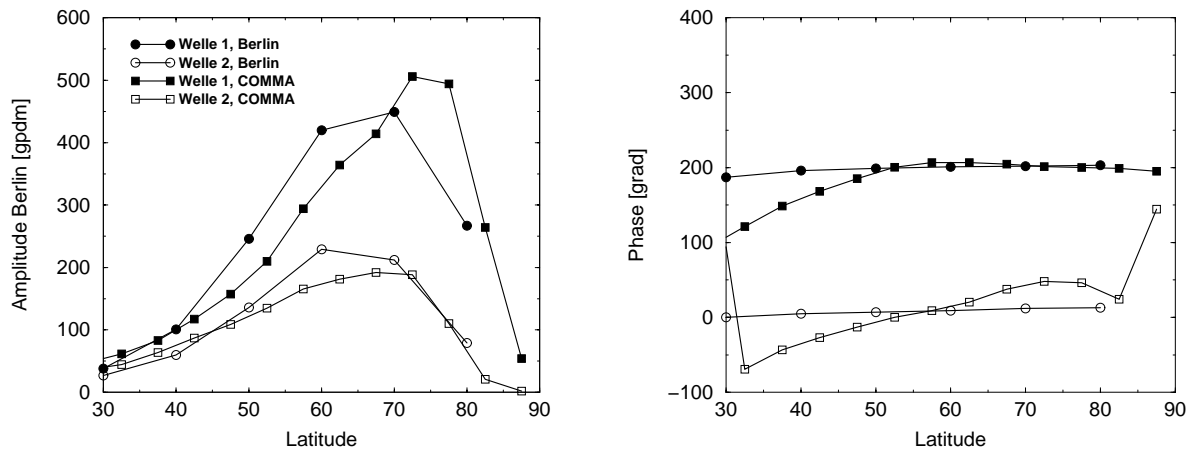 600
500
400
300
200
100
0
Amplitude Berlin [gpdm]
Welle 1, Berlin
Welle 2, Berlin
Welle 1, COMMA
Welle 2, COMMA
30 40 50 60 70 80 90
Latitude
400
300
200
100
0
−100
Phase [grad]
30 40 50 60 70 80 90
Latitude